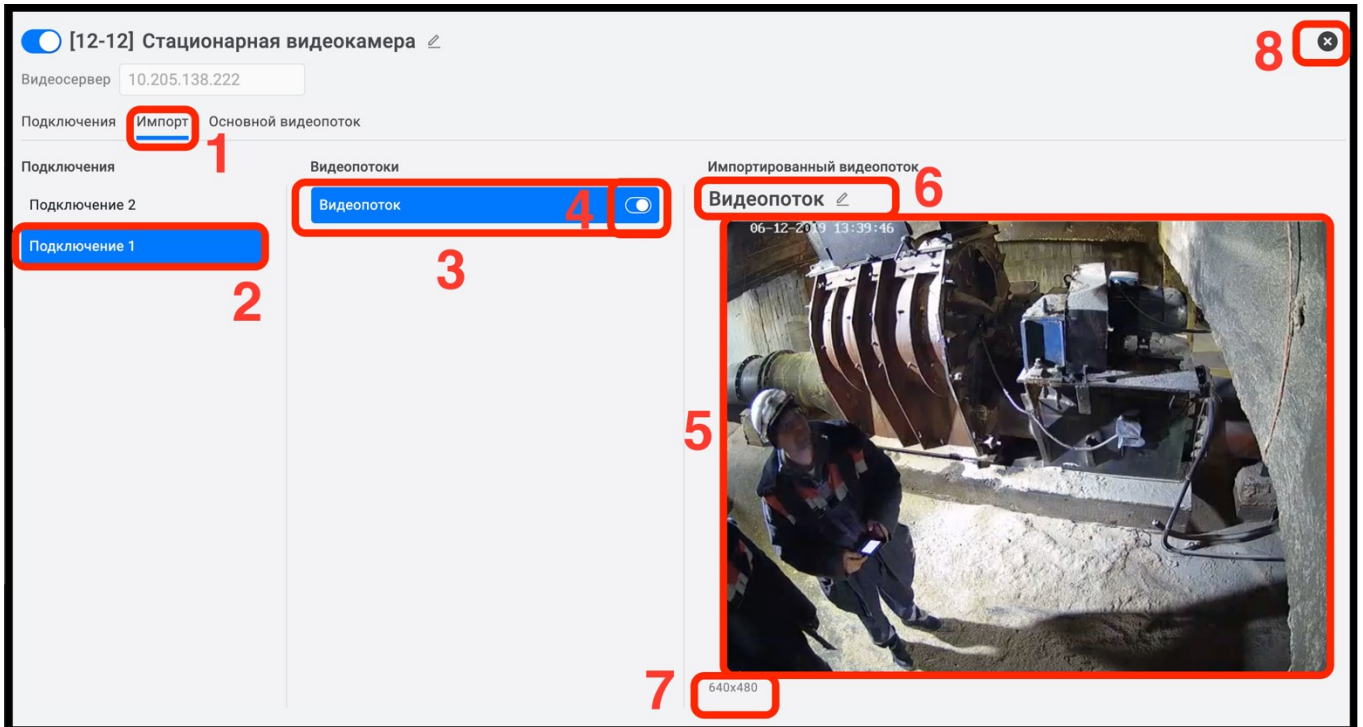 [12-12] Стационарная видеокамера
8
Видеосервер 10.205.138.222
Подключения Импорт Основной видеопоток
1
Подключения Видеопотоки Импортированный видеопоток
Подключение 2 Видеопоток 4 Видеопоток 6
06-12-2019 13:39:46
Подключение 1
2 3
5
7 640x480